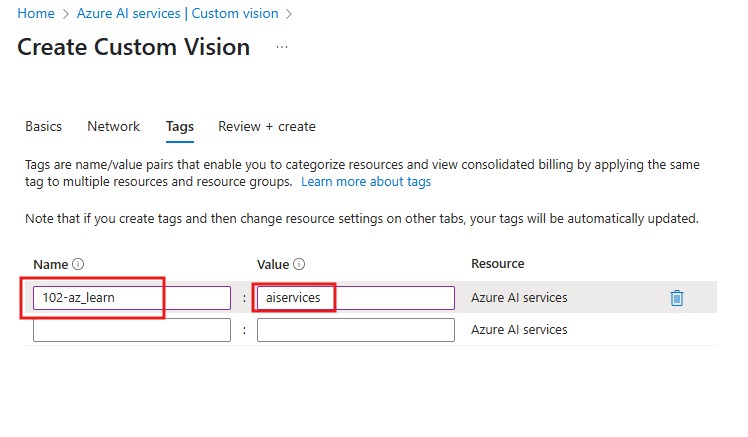 Home > Azure AI services | Custom vision >
Create Custom Vision ...
Basics Network Tags Review + create
Tags are name/value pairs that enable you to categorize resources and view consolidated billing by applying the same
tag to multiple resources and resource groups. Learn more about tags
Note that if you create tags and then change resource settings on other tabs, your tags will be automatically updated.
Name Value Resource
102-az_learn : aiservices Azure AI services
: Azure AI services